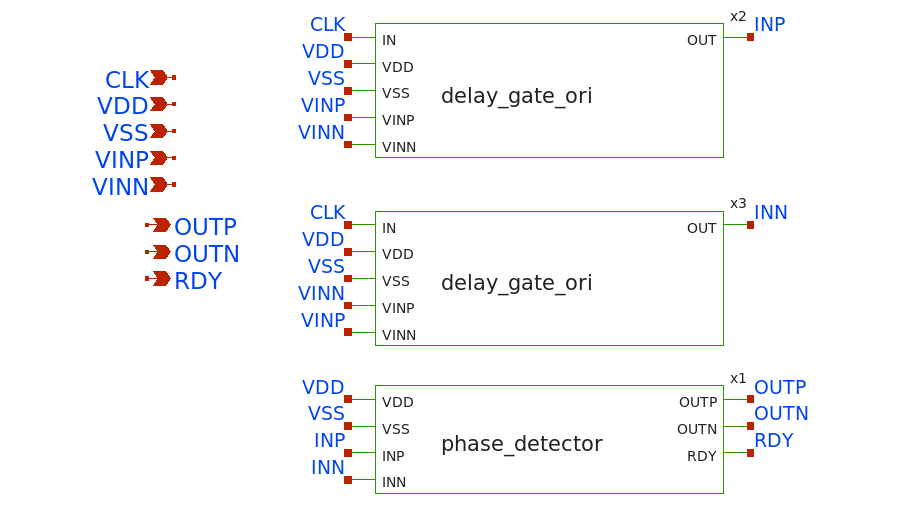 CLK
VDD
VSS
VINP
VINN
OUTP
OUTN
RDY
x2
CLK IN OUT INP
VDD VDD
VSS VSS
delay_gate_ori
VINP VINP
VINN VINN
x3
CLK IN OUT INN
VDD VDD
VSS VSS
delay_gate_ori
VINN VINP
VINP VINN
x1
VDD VDD OUTP OUTP
VSS VSS OUTN OUTN
phase_detector
INP INP RDY RDY
INN INN